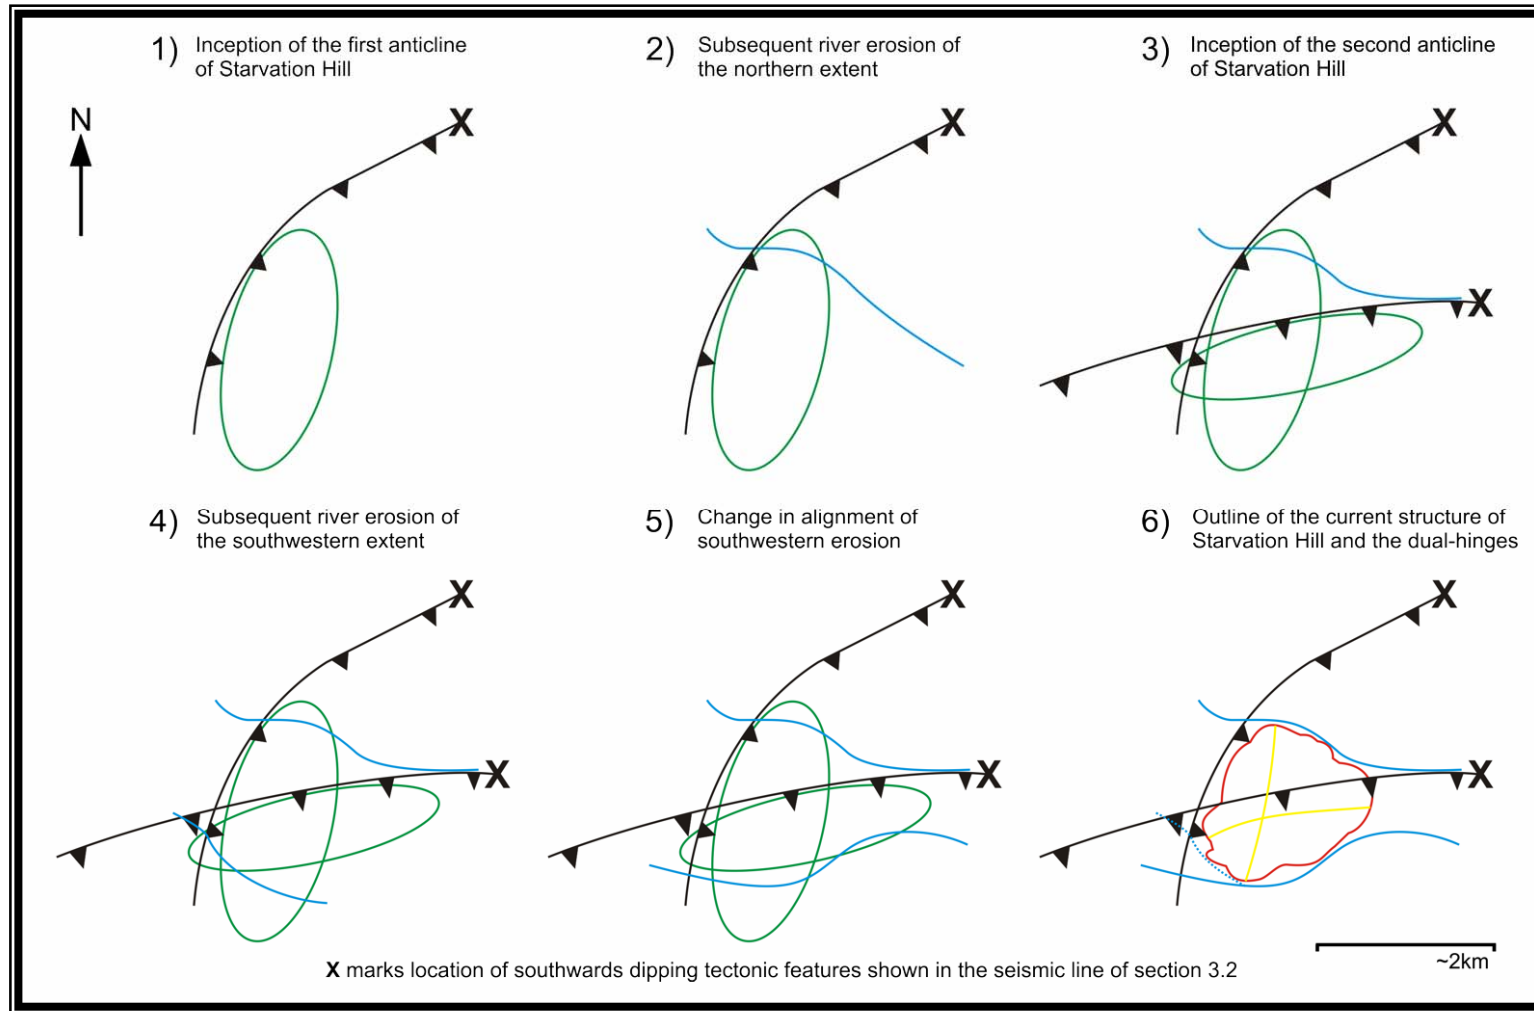 1) Inception of the first anticline
of Starvation Hill
2) Subsequent river erosion of
the northern extent
3) Inception of the second anticline
of Starvation Hill
N
X
X
X
X
4) Subsequent river erosion of
the southwestern extent
5) Change in alignment of
southwestern erosion
6) Outline of the current structure of
Starvation Hill and the dual-hinges
X
X
X
X
X
X
~2km
X marks location of southwards dipping tectonic features shown in the seismic line of section 3.2